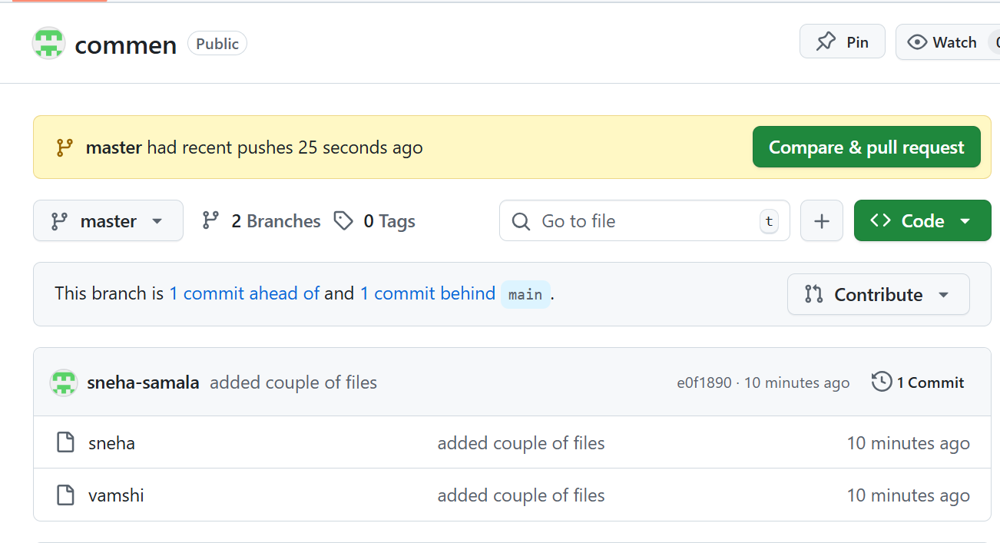 commen Public Pin Watch
master had recent pushes 25 seconds ago Compare & pull request
master 2 Branches 0 Tags Go to file t Code
This branch is 1 commit ahead of and 1 commit behind main .
Contribute
sneha-samala added couple of files e0f1890 · 10 minutes ago 1 Commit
sneha added couple of files 10 minutes ago
vamshi added couple of files 10 minutes ago